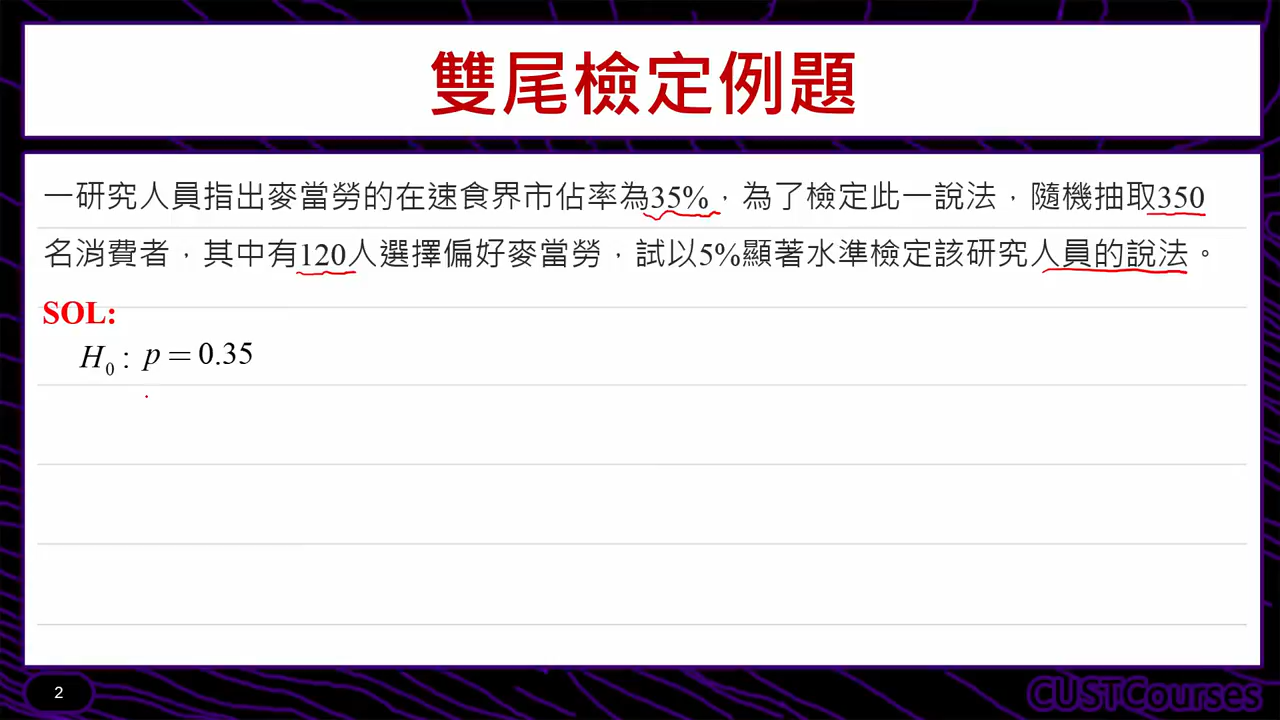 雙尾檢定例題
一研究人員指出麥當勞的在速食界市佔率為35%，為了檢定此一說法，隨機抽取350
名消費者，其中有120人選擇偏好麥當勞，試以5%顯著水準檢定該研究人員的說法。
SOL:
H₀ : p = 0.35
2
CUSTCourses